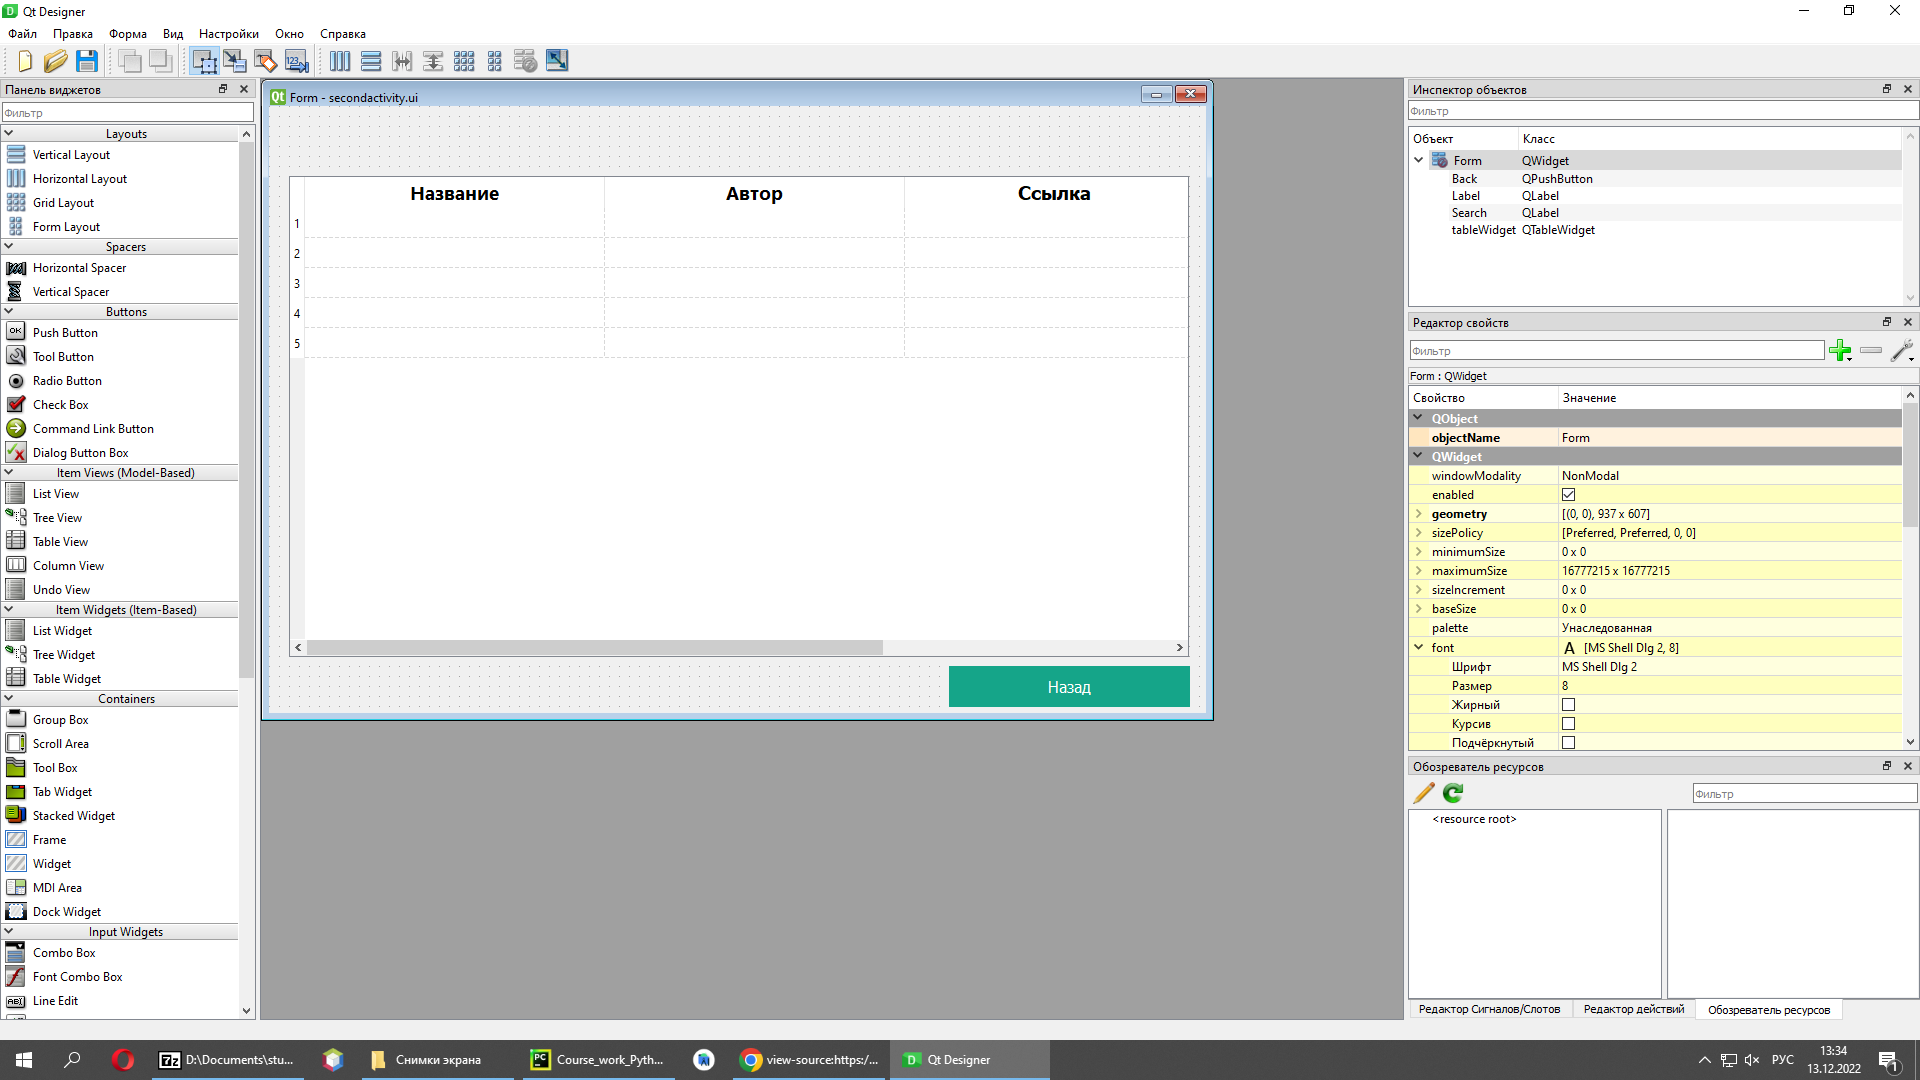 Qt Designer
Файл Правка Форма Вид Настройки Окно Справка
Панель виджетов
Фильтр
Layouts
Vertical Layout
Horizontal Layout
Grid Layout
Form Layout
Spacers
Horizontal Spacer
Vertical Spacer
Buttons
Push Button
Tool Button
Radio Button
Check Box
Command Link Button
Dialog Button Box
Item Views (Model-Based)
List View
Tree View
Table View
Column View
Undo View
Item Widgets (Item-Based)
List Widget
Tree Widget
Table Widget
Containers
Group Box
Scroll Area
Tool Box
Tab Widget
Stacked Widget
Frame
Widget
MDI Area
Dock Widget
Input Widgets
Combo Box
Font Combo Box
Line Edit
Form - secondactivity.ui
Название Автор Ссылка
1
2
3
4
5
Назад
Инспектор объектов
Фильтр
Объект Класс
Form QWidget
Back QPushButton
Label QLabel
Search QLabel
tableWidget QTableWidget
Редактор свойств
Фильтр
Form : QWidget
Свойство Значение
QObject
objectName Form
QWidget
windowModality NonModal
enabled
geometry [(0, 0), 937 x 607]
sizePolicy [Preferred, Preferred, 0, 0]
minimumSize 0 x 0
maximumSize 16777215 x 16777215
sizeIncrement 0 x 0
baseSize 0 x 0
palette Унаследованная
font A [MS Shell Dlg 2, 8]
Шрифт MS Shell Dlg 2
Размер 8
Жирный
Курсив
Подчёркнутый
Обозреватель ресурсов
Фильтр
<resource root>
Редактор Сигналов/Слотов Редактор действий Обозреватель ресурсов
D:\Documents\stu... Снимки экрана Course_work_Pyth... view-source:https:/... Qt Designer РУС 13:34
13.12.2022
1